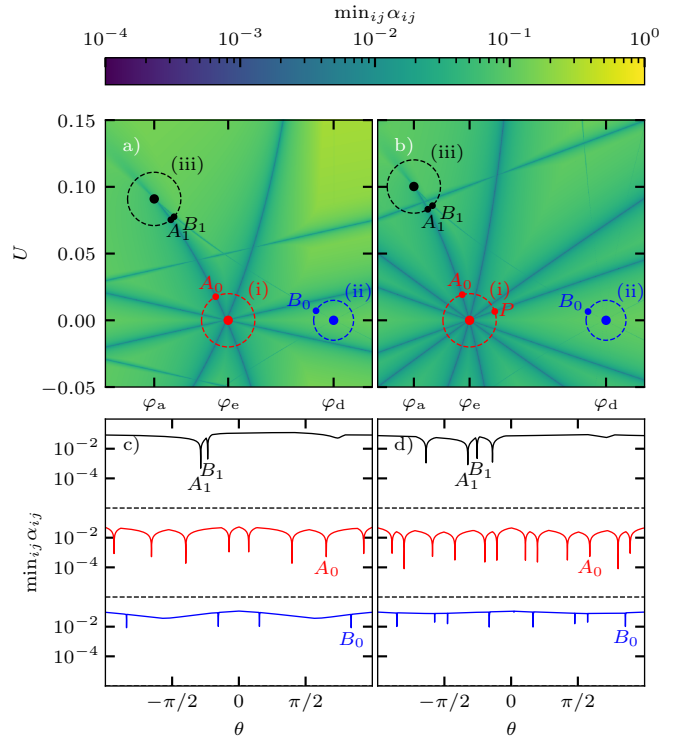 min_{ij} α_{ij}
10^{-4} 10^{-3} 10^{-2} 10^{-1} 10^{0}
a) b)
0.15
0.10
0.05
0.00
−0.05
U
(iii) A_1 B_1 A_0 (i) B_0 (ii)
(iii) A_1 B_1 A_0 (i) P B_0 (ii)
φ_a φ_e φ_d φ_a φ_e φ_d
c) d)
10^{-2}
10^{-4}
10^{-2}
10^{-4}
10^{-2}
10^{-4}
min_{ij} α_{ij}
B_1 A_1 A_0 B_0
B_1 A_1 A_0 B_0
−π/2 0 π/2 −π/2 0 π/2
θ θ